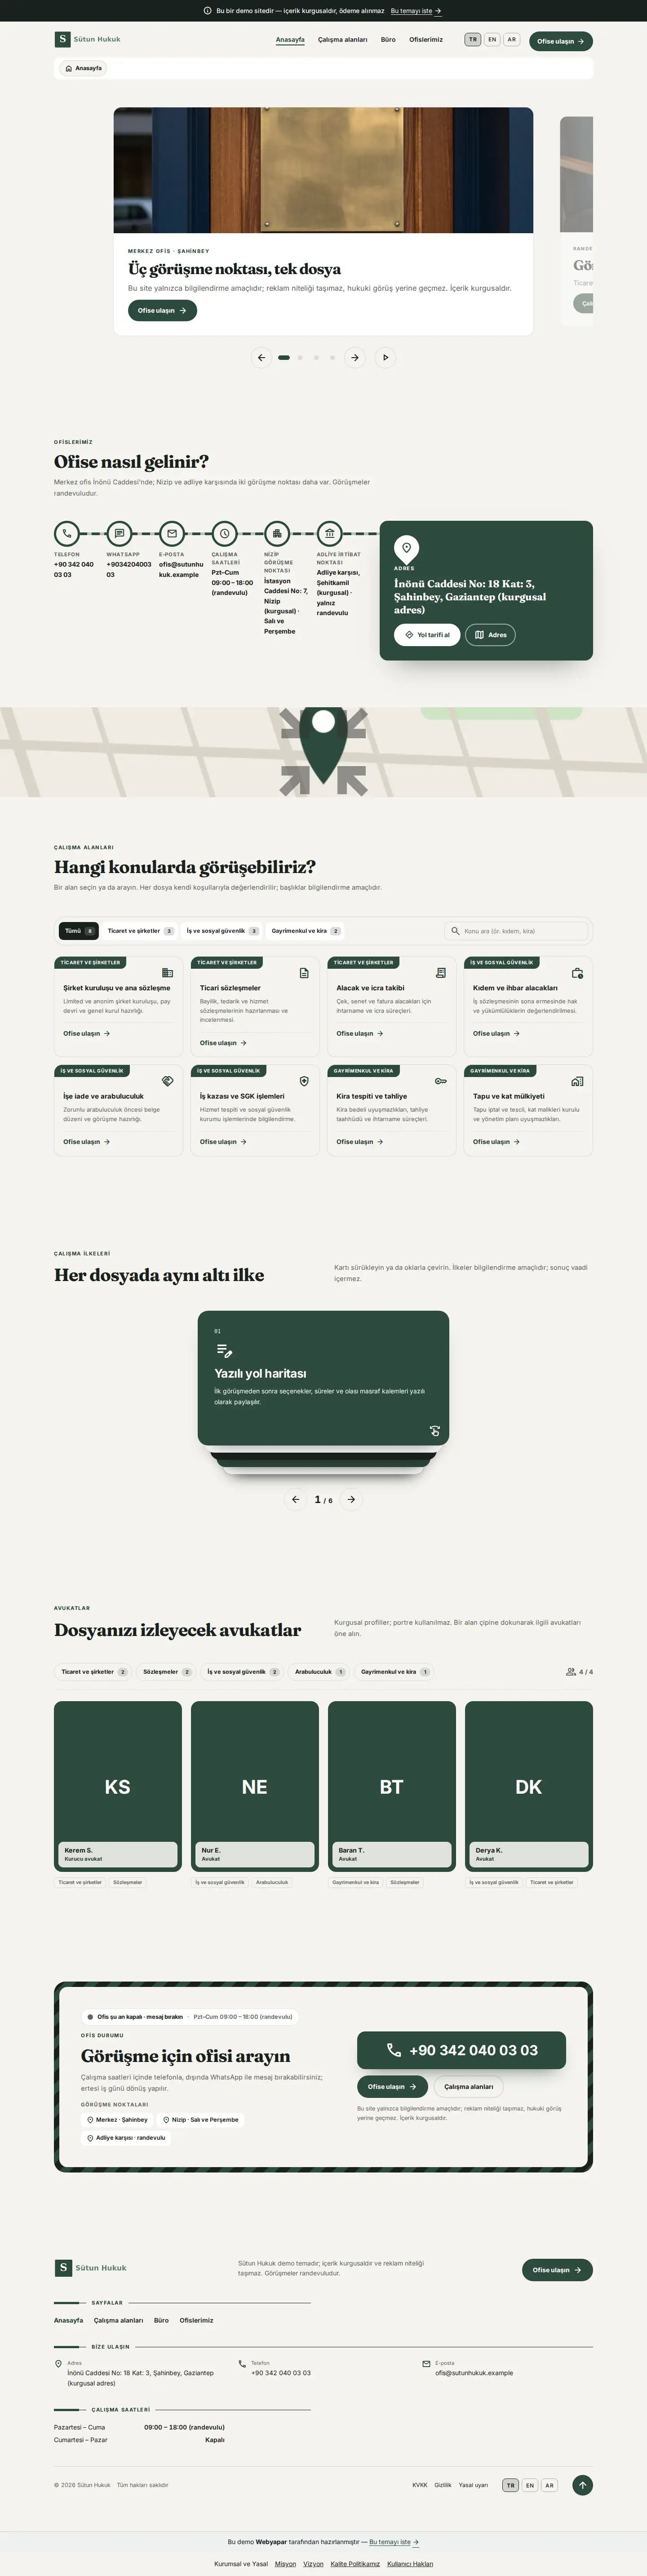 Bu bir demo sitedir — içerik kurgusaldır, ödeme alınmaz Bu temayı iste →
S Sütun Hukuk
Anasayfa Çalışma alanları Büro Ofislerimiz TR EN AR Ofise ulaşın →
Anasayfa
MERKEZ OFİS · ŞAHİNBEY
Üç görüşme noktası, tek dosya
Bu site yalnızca bilgilendirme amaçlıdır; reklam niteliği taşımaz, hukuki görüş yerine geçmez. İçerik kurgusaldır.
Ofise ulaşın →
OFİSLERİMİZ
Ofise nasıl gelinir?
Merkez ofis İnönü Caddesi'nde; Nizip ve adliye karşısında iki görüşme noktası daha var. Görüşmeler
randevuludur.
TELEFON
+90 342 040
03 03
WHATSAPP
+9034204003
03
E-POSTA
ofis@sutunhu
kuk.example
ÇALIŞMA
SAATLERİ
Pzt–Cum
09:00 – 18:00
(randevulu)
NİZİP
GÖRÜŞME
NOKTASI
İstasyon
Caddesi No: 7,
Nizip
(kurgusal) ·
Salı ve
Perşembe
ADLİYE İRTİBAT
NOKTASI
Adliye karşısı,
Şehitkamil
(kurgusal) ·
yalnız
randevulu
ADRES
İnönü Caddesi No: 18 Kat: 3,
Şahinbey, Gaziantep (kurgusal
adres)
Yol tarifi al Adres
ÇALIŞMA ALANLARI
Hangi konularda görüşebiliriz?
Bir alan seçin ya da arayın. Her dosya kendi koşullarıyla değerlendirilir; başlıklar bilgilendirme amaçlıdır.
Tümü 8 Ticaret ve şirketler 3 İş ve sosyal güvenlik 3 Gayrimenkul ve kira 2 Konu ara (ör. kıdem, kira)
TİCARET VE ŞİRKETLER
Şirket kuruluşu ve ana sözleşme
Limited ve anonim şirket kuruluşu, pay
devri ve genel kurul hazırlığı.
Ofise ulaşın →
TİCARET VE ŞİRKETLER
Ticari sözleşmeler
Bayilik, tedarik ve hizmet
sözleşmelerinin hazırlanması ve
incelenmesi.
Ofise ulaşın →
TİCARET VE ŞİRKETLER
Alacak ve icra takibi
Çek, senet ve fatura alacakları için
ihtarname ve icra süreçleri.
Ofise ulaşın →
İŞ VE SOSYAL GÜVENLİK
Kıdem ve ihbar alacakları
İş sözleşmesinin sona ermesinde hak
ve yükümlülüklerin değerlendirilmesi.
Ofise ulaşın →
İŞ VE SOSYAL GÜVENLİK
İşe iade ve arabuluculuk
Zorunlu arabuluculuk öncesi belge
düzeni ve görüşme hazırlığı.
Ofise ulaşın →
İŞ VE SOSYAL GÜVENLİK
İş kazası ve SGK işlemleri
Hizmet tespiti ve sosyal güvenlik
kurumu işlemlerinde bilgilendirme.
Ofise ulaşın →
GAYRİMENKUL VE KİRA
Kira tespiti ve tahliye
Kira bedeli uyuşmazlıkları, tahliye
taahhüdü ve ihtarname süreçleri.
Ofise ulaşın →
GAYRİMENKUL VE KİRA
Tapu ve kat mülkiyeti
Tapu iptal ve tescil, kat malikleri kurulu
ve yönetim planı uyuşmazlıkları.
Ofise ulaşın →
ÇALIŞMA İLKELERİ
Her dosyada aynı altı ilke
Kartı sürükleyin ya da oklarla çevirin. İlkeler bilgilendirme amaçlıdır; sonuç vaadi
içermez.
01
Yazılı yol haritası
İlk görüşmeden sonra seçenekler, süreler ve olası masraf kalemleri yazılı
olarak paylaşılır.
1 / 6
AVUKATLAR
Dosyanızı izleyecek avukatlar
Kurgusal profiller; portre kullanılmaz. Bir alan çipine dokunarak ilgili avukatları
öne alın.
Ticaret ve şirketler 2 Sözleşmeler 2 İş ve sosyal güvenlik 2 Arabuluculuk 1 Gayrimenkul ve kira 1 4 / 4
KS
Kerem S.
Kurucu avukat
Ticaret ve şirketler Sözleşmeler
NE
Nur E.
Avukat
İş ve sosyal güvenlik Arabuluculuk
BT
Baran T.
Avukat
Gayrimenkul ve kira Sözleşmeler
DK
Derya K.
Avukat
İş ve sosyal güvenlik Ticaret ve şirketler
Ofis şu an kapalı · mesaj bırakın · Pzt–Cum 09:00 – 18:00 (randevulu)
OFİS DURUMU
Görüşme için ofisi arayın
Çalışma saatleri içinde telefonla, dışında WhatsApp ile mesaj bırakabilirsiniz;
ertesi iş günü dönüş yapılır.
GÖRÜŞME NOKTALARI
Merkez · Şahinbey Nizip · Salı ve Perşembe
Adliye karşısı · randevulu
+90 342 040 03 03
Ofise ulaşın → Çalışma alanları
Bu site yalnızca bilgilendirme amaçlıdır; reklam niteliği taşımaz, hukuki görüş
yerine geçmez. İçerik kurgusaldır.
S Sütun Hukuk
Sütun Hukuk demo temadır; içerik kurgusaldır ve reklam niteliği
taşımaz. Görüşmeler randevuludur.
Ofise ulaşın →
SAYFALAR
Anasayfa Çalışma alanları Büro Ofislerimiz
BİZE ULAŞIN
Adres
İnönü Caddesi No: 18 Kat: 3, Şahinbey, Gaziantep
(kurgusal adres)
Telefon
+90 342 040 03 03
E-posta
ofis@sutunhukuk.example
ÇALIŞMA SAATLERİ
Pazartesi – Cuma 09:00 – 18:00 (randevulu)
Cumartesi – Pazar Kapalı
© 2026 Sütun Hukuk Tüm hakları saklıdır
KVKK Gizlilik Yasal uyarı TR EN AR
Bu demo Webyapar tarafından hazırlanmıştır — Bu temayı iste →
Kurumsal ve Yasal Misyon Vizyon Kalite Politikamız Kullanıcı Hakları